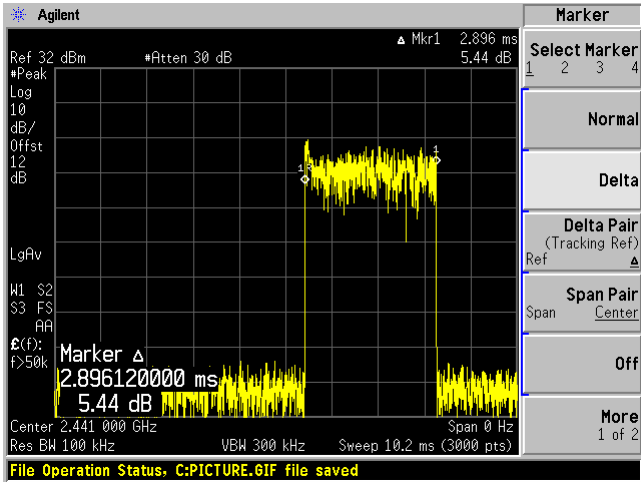 Agilent
Marker
Δ Mkr1 2.896 ms
Ref 32 dBm #Atten 30 dB 5.44 dB
#Peak
Log
10
dB/
Offst
12
dB
1R
1
LgAv
W1 S2
S3 FS
AA
£(f):
f>50k
Marker Δ
2.896120000 ms
5.44 dB
Center 2.441 000 GHz Span 0 Hz
Res BW 100 kHz VBW 300 kHz Sweep 10.2 ms (3000 pts)
File Operation Status, C:PICTURE.GIF file saved
Select Marker
1 2 3 4
Normal
Delta
Delta Pair
(Tracking Ref)
Ref Δ
Span Pair
Span Center
Off
More
1 of 2